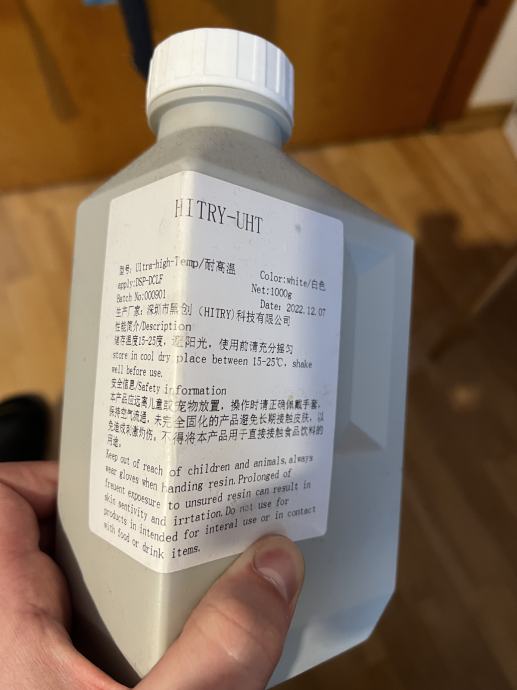 HITRY-UHT
型号: Ultra-high-Temp/耐高温
Color:white/白色
apply:DSP-DCLF
Net:1000g
Batch No:000901
Date: 2022.12.07
生产厂家: 深圳市黑创 (HITRY)科技有限公司
性能简介/Description
储存温度15-25度, 避阳光, 使用前请充分摇匀
store in cool dry place between 15-25℃, shake
well before use.
安全信息/Safety information
本产品应远离儿童或宠物放置, 操作时请正确佩戴手套,
保持空气流通, 未完全固化的产品避免长期接触皮肤, 以
免造成刺激灼伤, 不得将本产品用于直接接触食品饮料的
用途。
Keep out of reach of children and animals, always
wear gloves when handing resin. Prolonged of
frequent exposeure to unsured resin can result in
skin sentivity and irrtation. Do not use for
products in intended for interal use or in contact
with food or drink items.